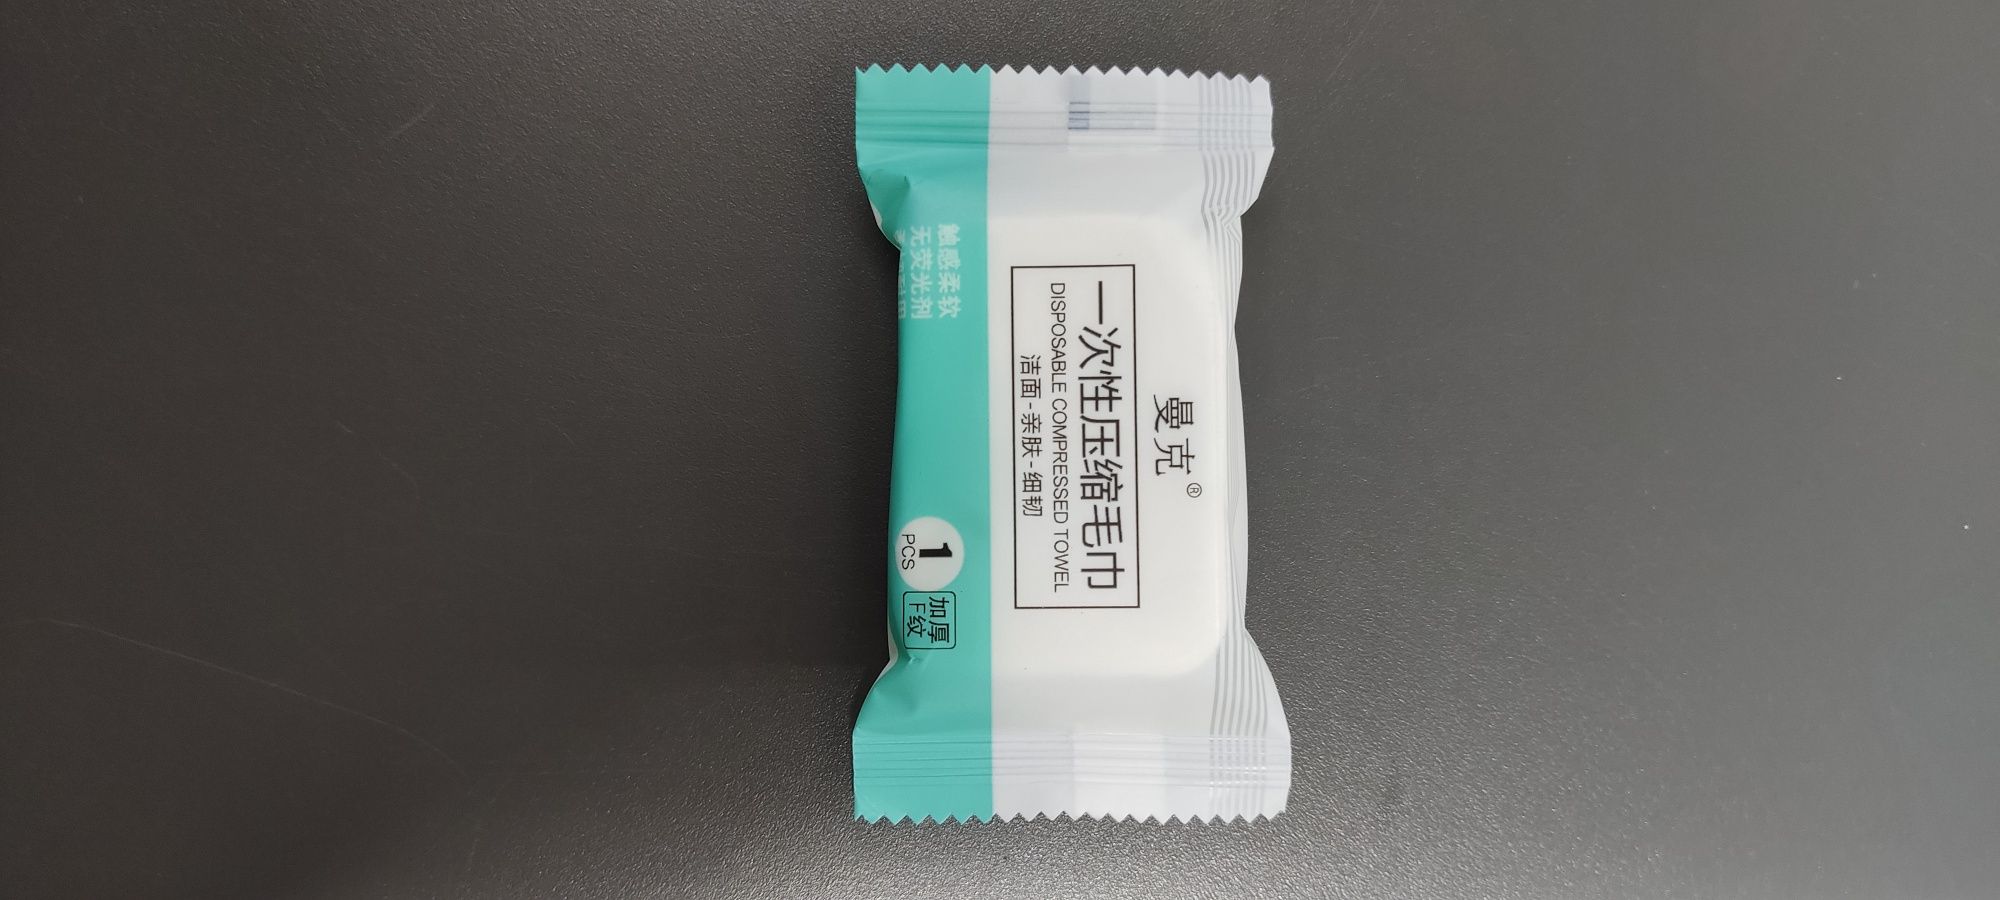 曼克®
一次性压缩毛巾
DISPOSABLE COMPRESSED TOWEL
洁面-亲肤-细韧
触感柔软
无荧光剂
1
PCS
加厚
F纹